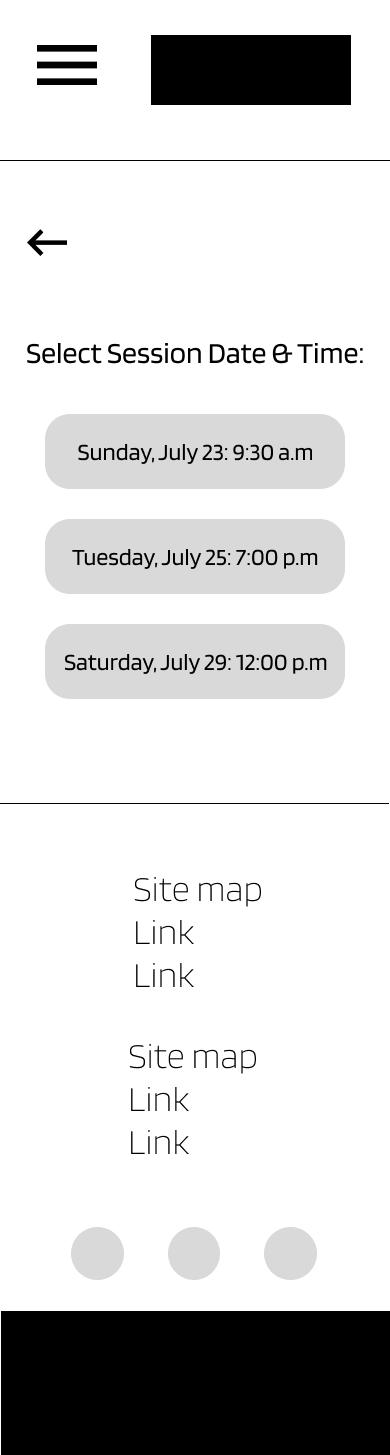 Select Session Date & Time:
Sunday, July 23: 9:30 a.m
Tuesday, July 25: 7:00 p.m
Saturday, July 29: 12:00 p.m
Site map
Link
Link
Site map
Link
Link